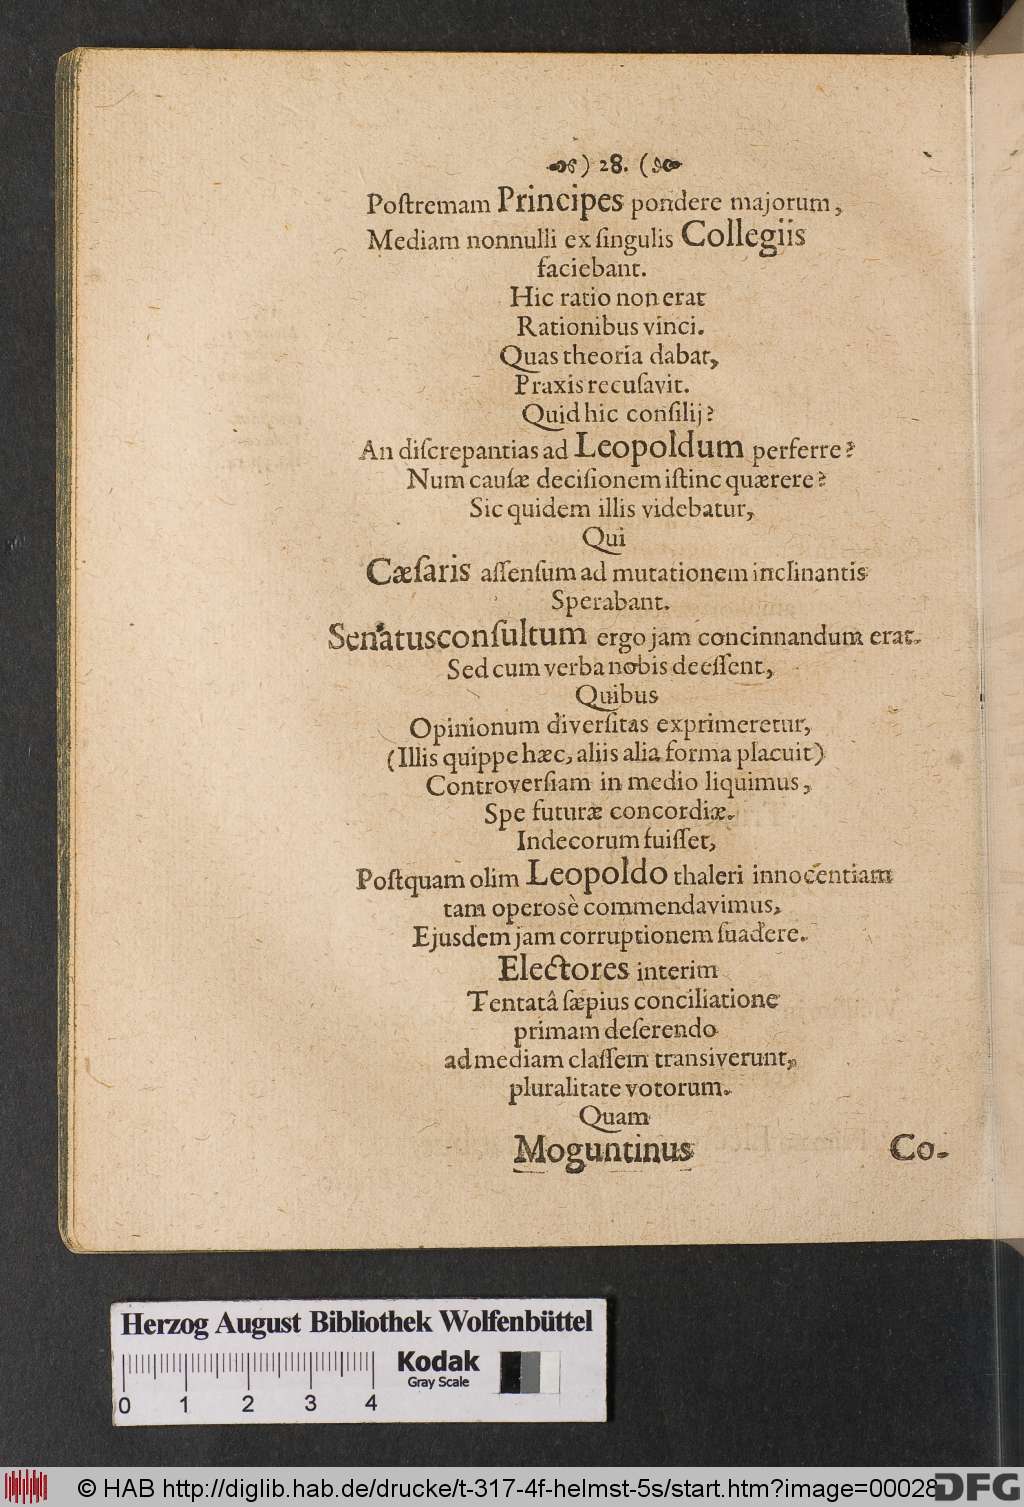 ) 28. (
Poſtremam Principes pondere majorum,
Mediam nonnulli ex ſingulis Collegiis
faciebant.
Hic ratio non erat
Rationibus vinci.
Quas theoria dabat,
Praxis recuſavit.
Quid hic conſilij?
An diſcrepantias ad Leopoldum perferre?
Num cauſæ deciſionem iſtinc quærere?
Sic quidem illis videbatur,
Qui
Cæſaris aſſenſum ad mutationem inclinantis
Sperabant.
Senatusconſultum ergo jam concinnandum erat.
Sed cum verba nobis deeſſent,
Quibus
Opinionum diverſitas exprimeretur,
(Illis quippe hæc, aliis alia forma placuit)
Controverſiam in medio liquimus,
Spe futuræ concordiæ.
Indecorum fuiſſet,
Poſtquam olim Leopoldo thaleri innocentiam
tam operosè commendavimus,
Ejusdem jam corruptionem ſuadere.
Electores interim
Tentatâ ſæpius conciliatione
primam deſerendo
ad mediam claſſem transiverunt,
pluralitate votorum.
Quam
Moguntinus
Co-
Herzog August Bibliothek Wolfenbüttel
Kodak
Gray Scale
0 1 2 3 4
© HAB http://diglib.hab.de/drucke/t-317-4f-helmst-5s/start.htm?image=00028
DFG